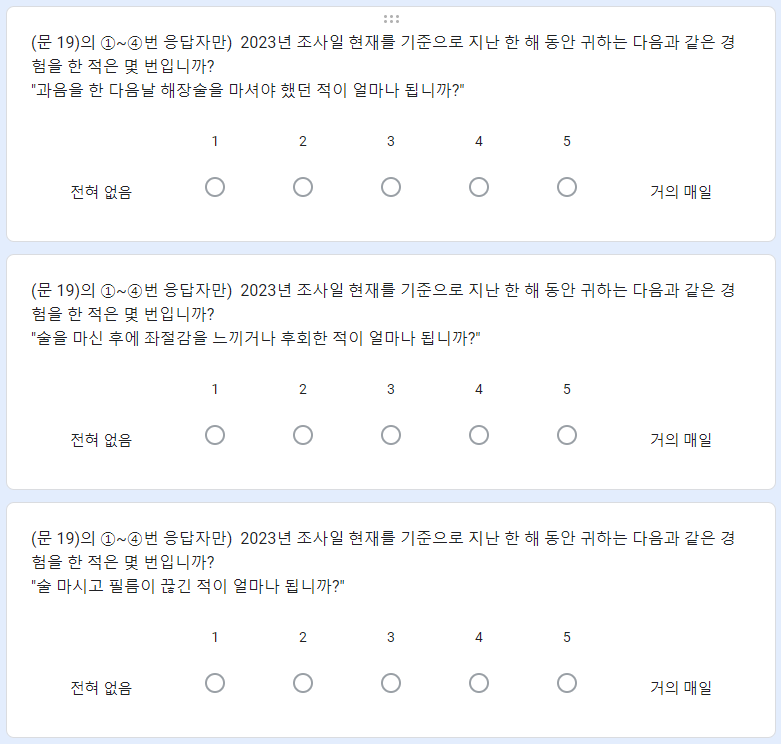 (문 19)의 ①~④번 응답자만)  2023년 조사일 현재를 기준으로 지난 한 해 동안 귀하는 다음과 같은 경
험을 한 적은 몇 번입니까?
"과음을 한 다음날 해장술을 마셔야 했던 적이 얼마나 됩니까?"
1 2 3 4 5
전혀 없음 거의 매일
(문 19)의 ①~④번 응답자만)  2023년 조사일 현재를 기준으로 지난 한 해 동안 귀하는 다음과 같은 경
험을 한 적은 몇 번입니까?
"술을 마신 후에 좌절감을 느끼거나 후회한 적이 얼마나 됩니까?"
1 2 3 4 5
전혀 없음 거의 매일
(문 19)의 ①~④번 응답자만)  2023년 조사일 현재를 기준으로 지난 한 해 동안 귀하는 다음과 같은 경
험을 한 적은 몇 번입니까?
"술 마시고 필름이 끊긴 적이 얼마나 됩니까?"
1 2 3 4 5
전혀 없음 거의 매일